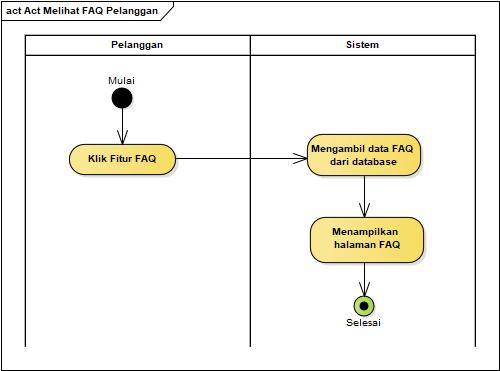 act Act Melihat FAQ Pelanggan
Pelanggan
Sistem
Mulai
Klik Fitur FAQ
Mengambil data FAQ
dari database
Menampilkan
halaman FAQ
Selesai